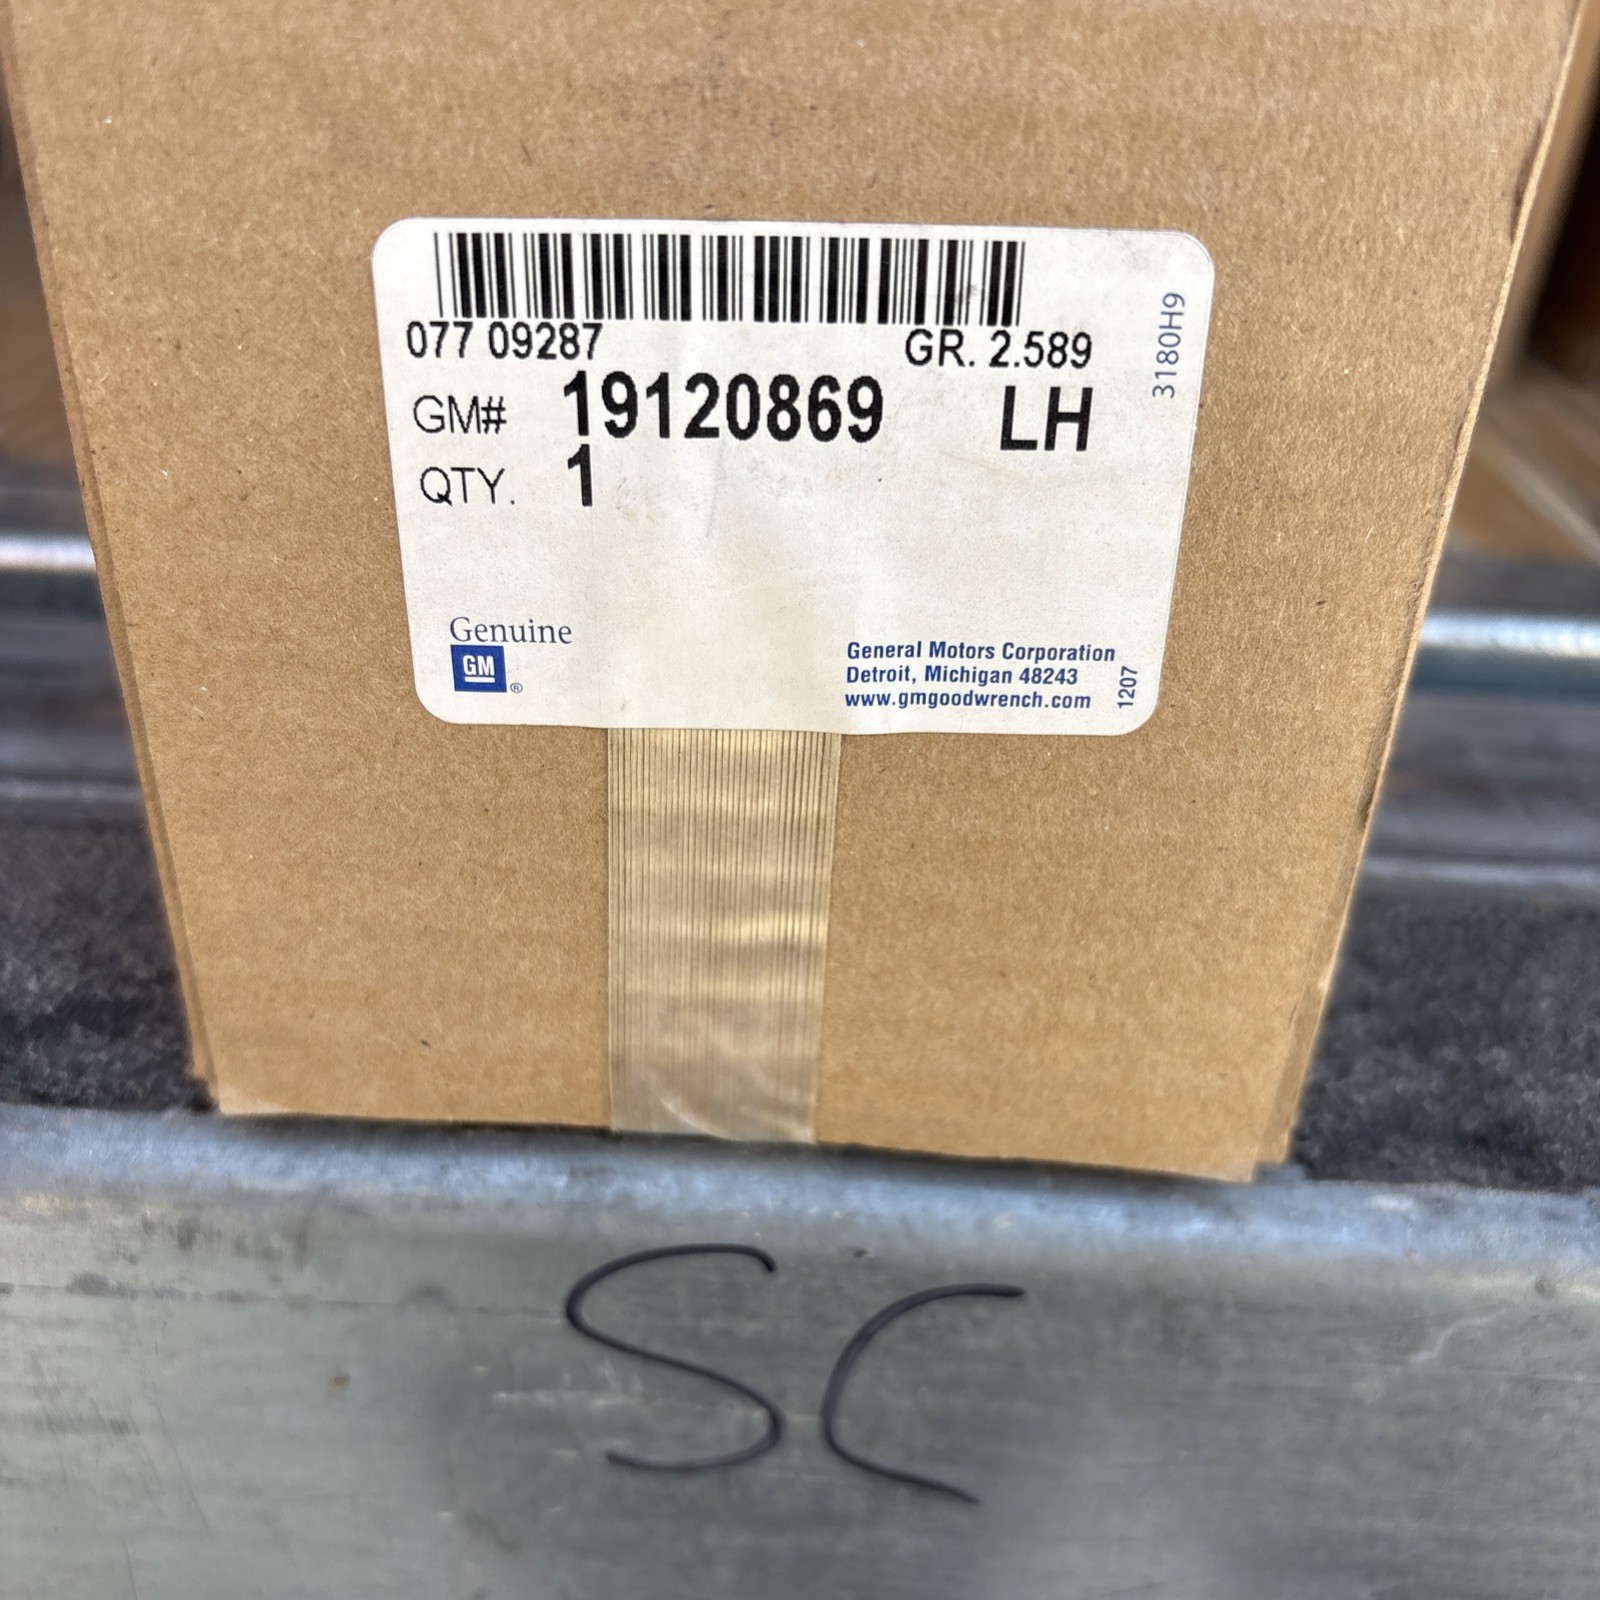 077 09287 GR. 2.589
GM# 19120869 LH
QTY. 1
3180H9
Genuine
GM ®
General Motors Corporation
Detroit, Michigan 48243
www.gmgoodwrench.com
1207
SC